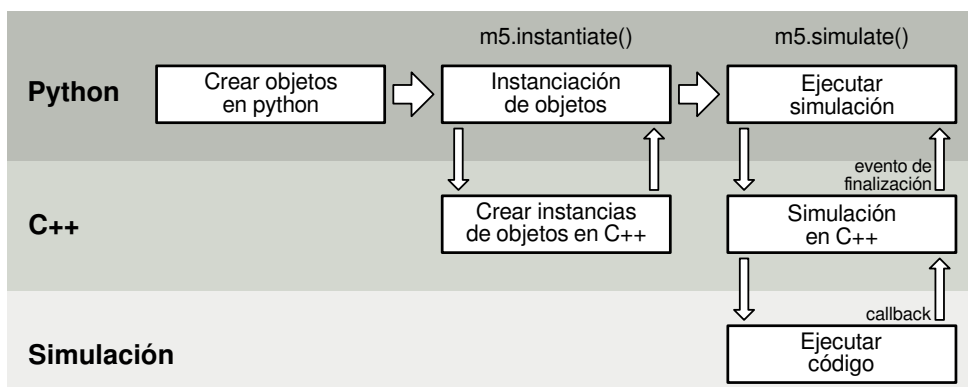 m5.instantiate()
m5.simulate()
Python
Crear objetos
en python
Instanciación
de objetos
Ejecutar
simulación
evento de
finalización
C++
Crear instancias
de objetos en C++
Simulación
en C++
callback
Simulación
Ejecutar
código